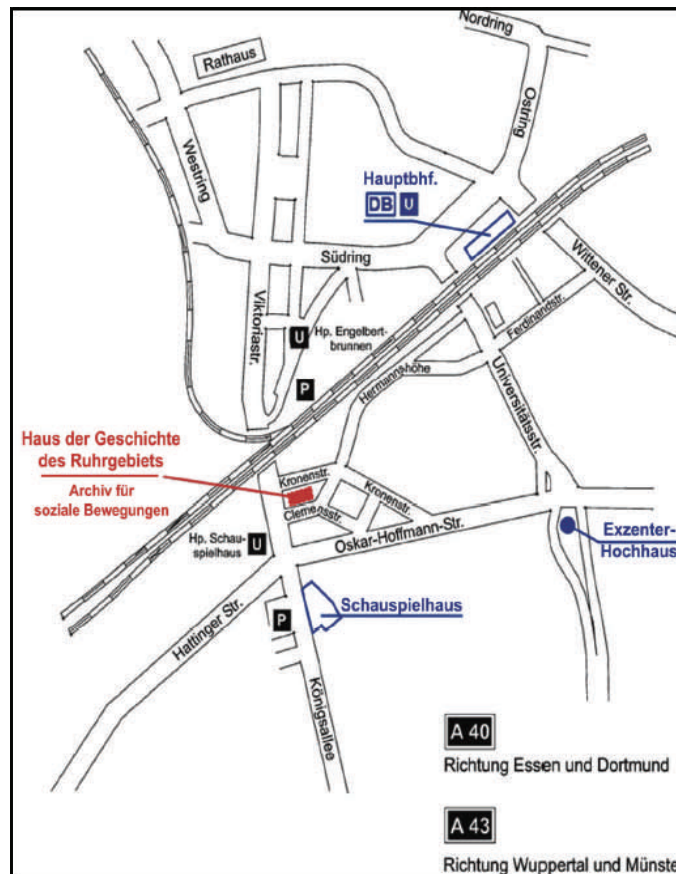 Nordring
Rathaus
Ostring
Westring
Hauptbhf.
DB U
Südring
Wittener Str.
Viktoriastr.
U Hp. Engelbert-
brunnen
Ferdinandstr.
P
Hermannshöhe
Universitätsstr.
Haus der Geschichte
des Ruhrgebiets
Archiv für
soziale Bewegungen
Kronenstr.
Kronenstr.
Clemensstr.
Hp. Schau-
spielhaus U
Oskar-Hoffmann-Str.
Exzenter-
Hochhaus
Schauspielhaus
P
Hattinger Str.
Königsallee
A 40
Richtung Essen und Dortmund
A 43
Richtung Wuppertal und Münste